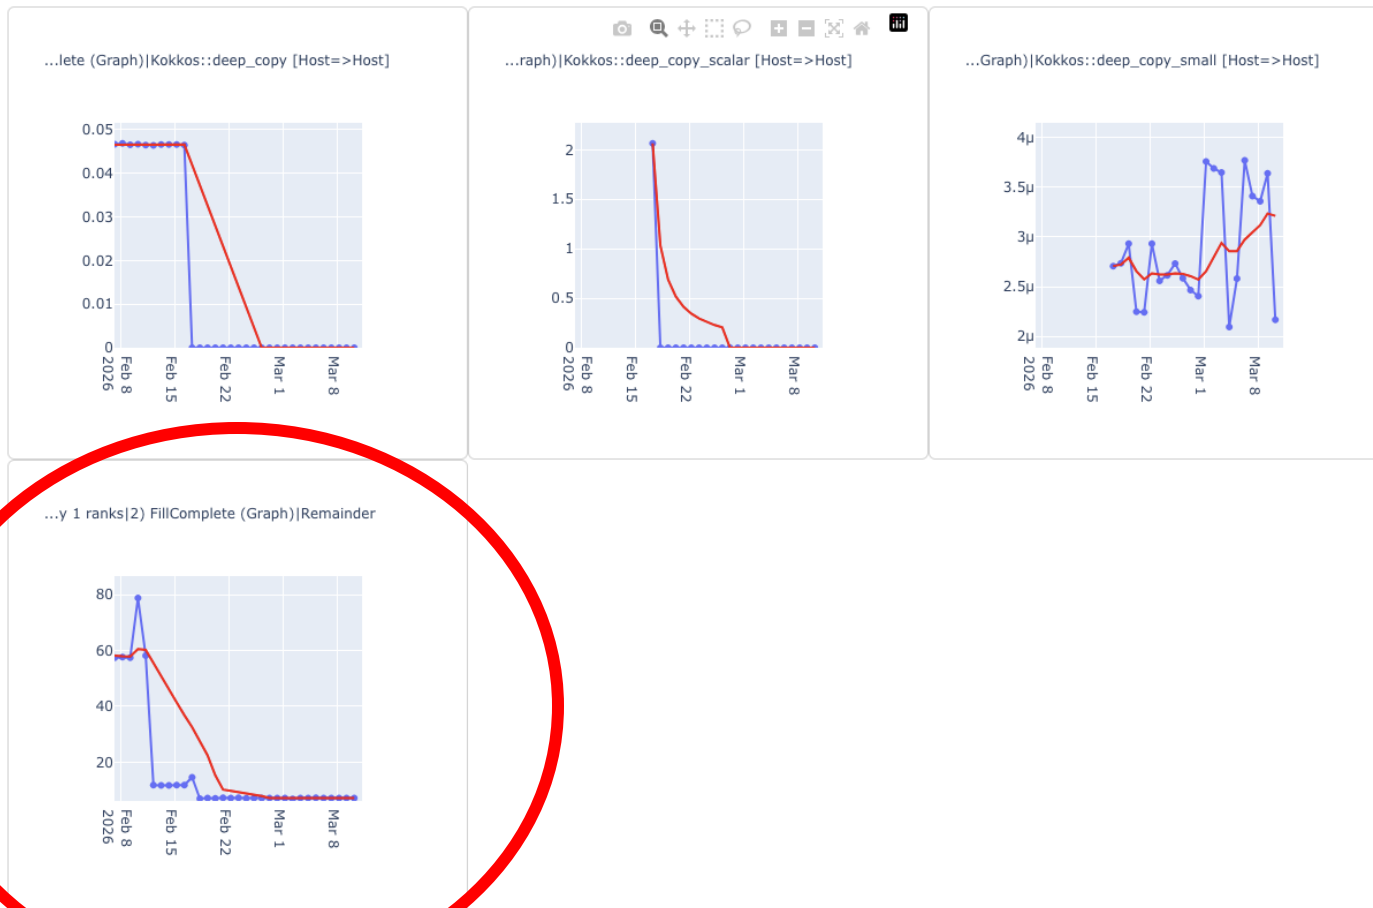 ...lete (Graph)|Kokkos::deep_copy [Host=>Host]
0.05
0.04
0.03
0.02
0.01
0
Feb 8
2026
Feb 15
Feb 22
Mar 1
Mar 8
...raph)|Kokkos::deep_copy_scalar [Host=>Host]
2
1.5
1
0.5
0
Feb 8
2026
Feb 15
Feb 22
Mar 1
Mar 8
...Graph)|Kokkos::deep_copy_small [Host=>Host]
4μ
3.5μ
3μ
2.5μ
2μ
Feb 8
2026
Feb 15
Feb 22
Mar 1
Mar 8
...y 1 ranks|2) FillComplete (Graph)|Remainder
80
60
40
20
Feb 8
2026
Feb 15
Feb 22
Mar 1
Mar 8